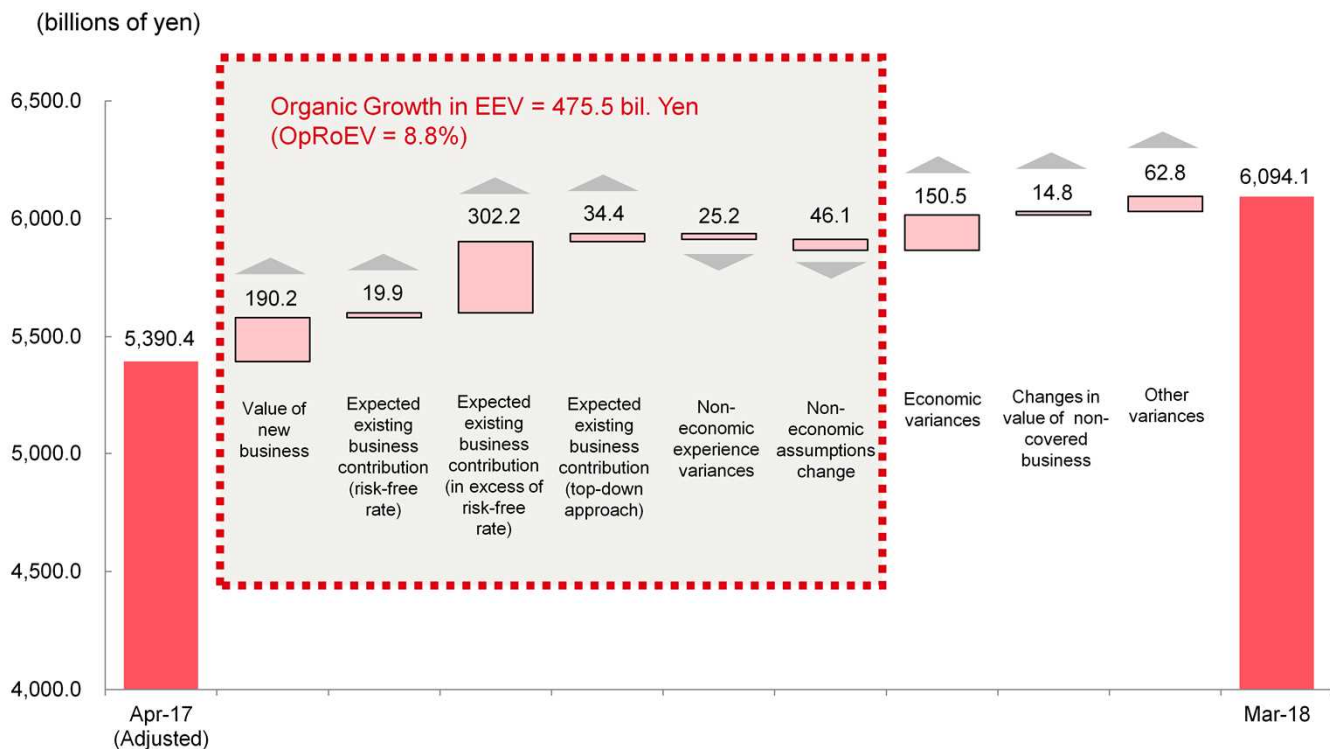 (billions of yen)
6,500.0
6,000.0
5,500.0
5,000.0
4,500.0
4,000.0
Organic Growth in EEV = 475.5 bil. Yen
(OpRoEV = 8.8%)
5,390.4
190.2
19.9
302.2
34.4
25.2
46.1
150.5
14.8
62.8
6,094.1
Value of
new
business
Expected
existing
business
contribution
(risk-free
rate)
Expected
existing
business
contribution
(in excess of
risk-free
rate)
Expected
existing
business
contribution
(top-down
approach)
Non-
economic
experience
variances
Non-
economic
assumptions
change
Economic
variances
Changes in
value of non-
covered
business
Other
variances
Apr-17
(Adjusted)
Mar-18